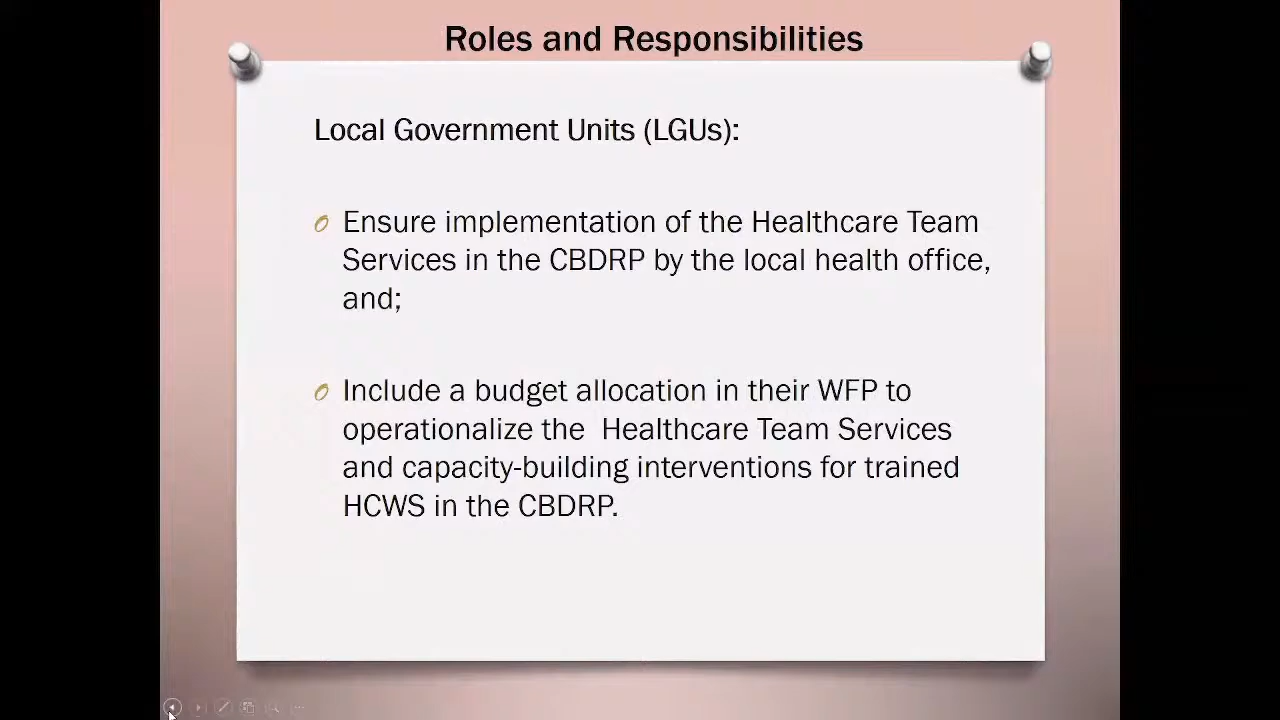 Roles and Responsibilities
Local Government Units (LGUs):
Ensure implementation of the Healthcare Team
Services in the CBDRP by the local health office,
and;
Include a budget allocation in their WFP to
operationalize the  Healthcare Team Services
and capacity-building interventions for trained
HCWS in the CBDRP.